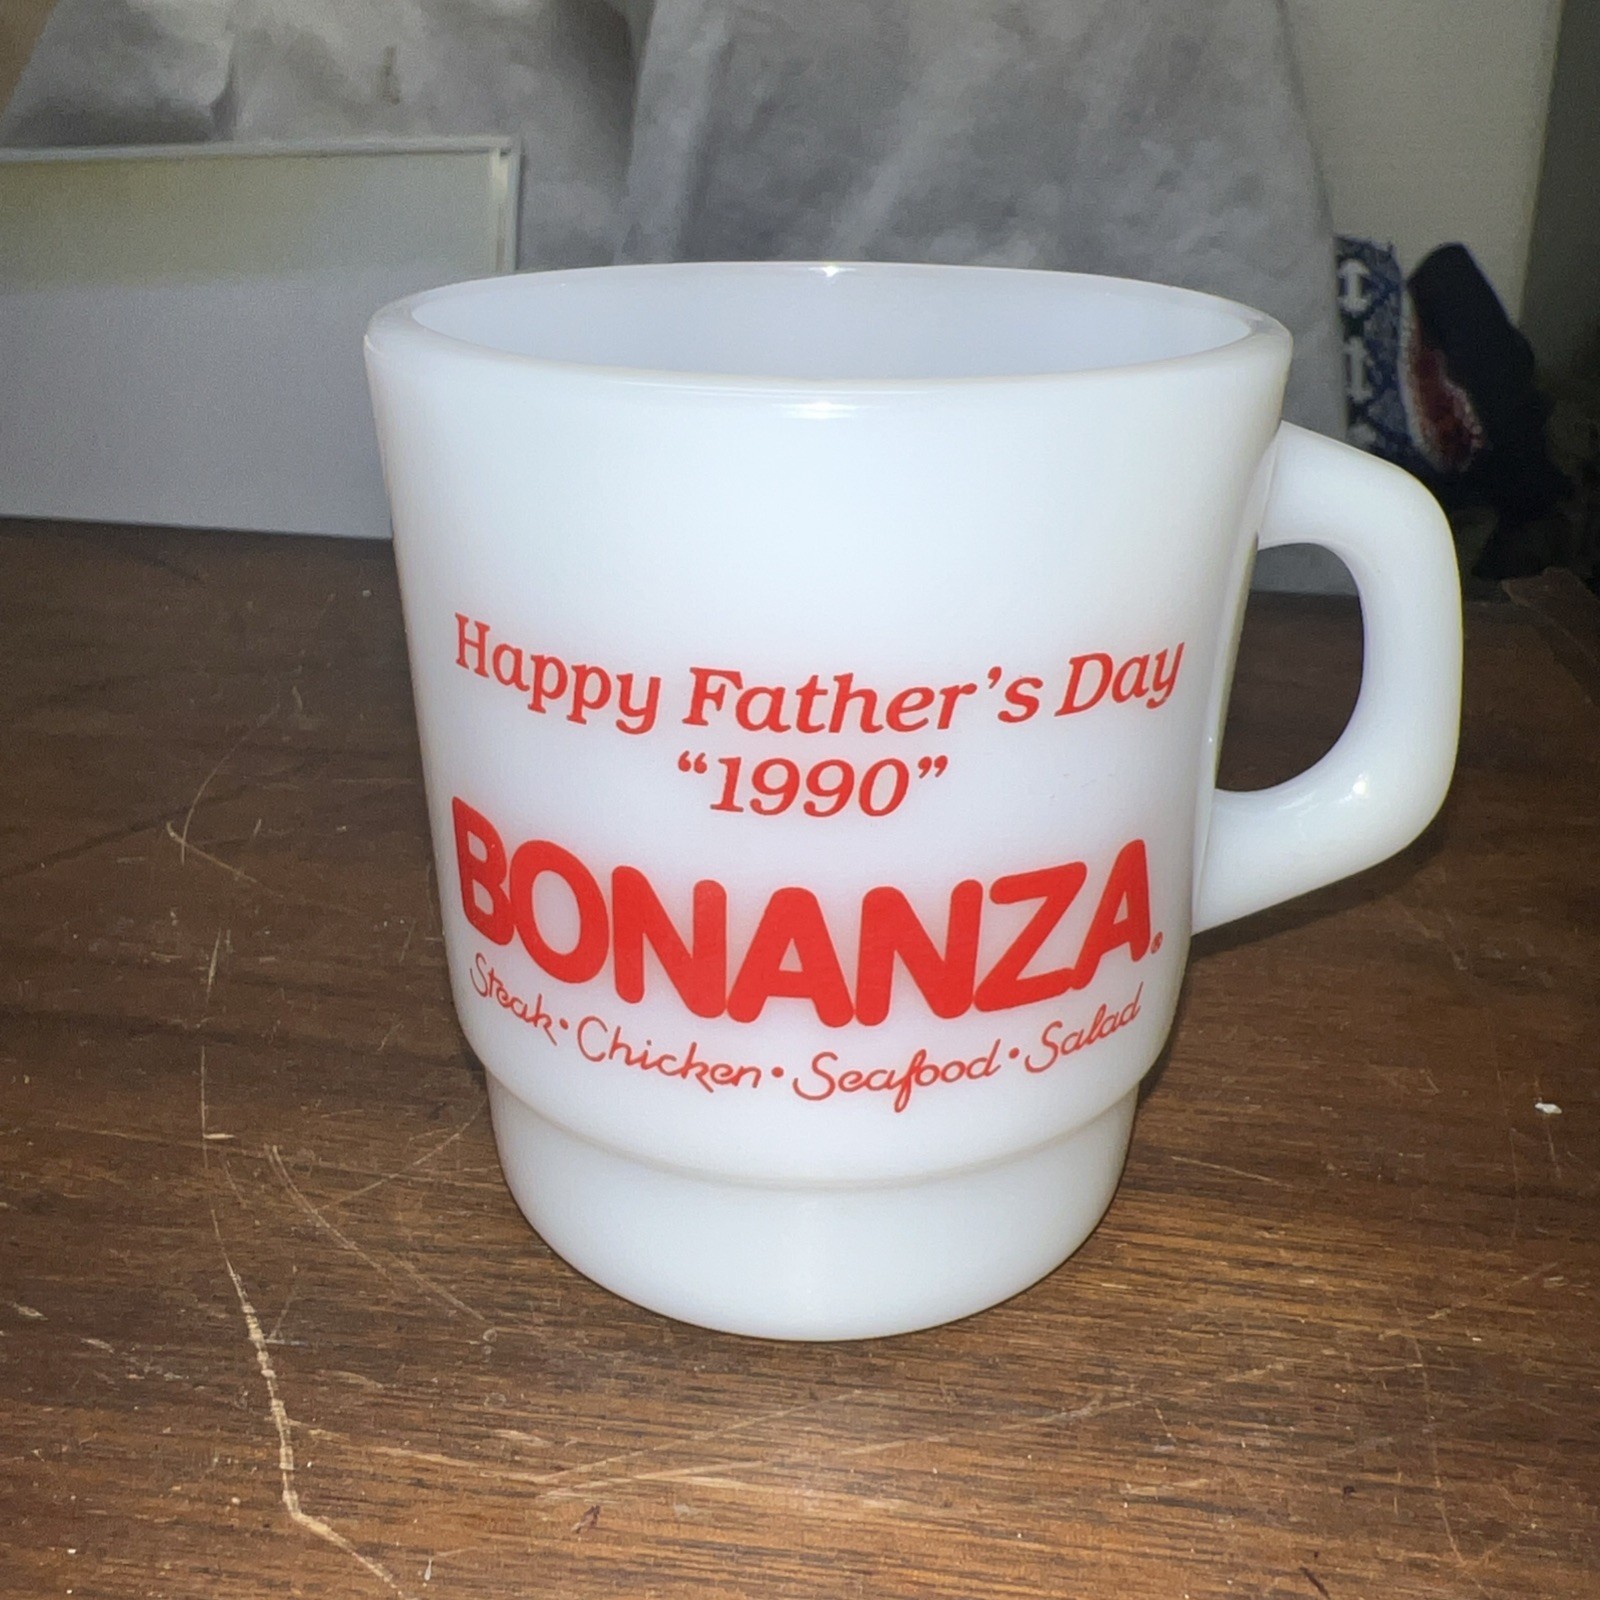 Happy Father's Day
“1990”
BONANZA®
Steak • Chicken • Seafood • Salad